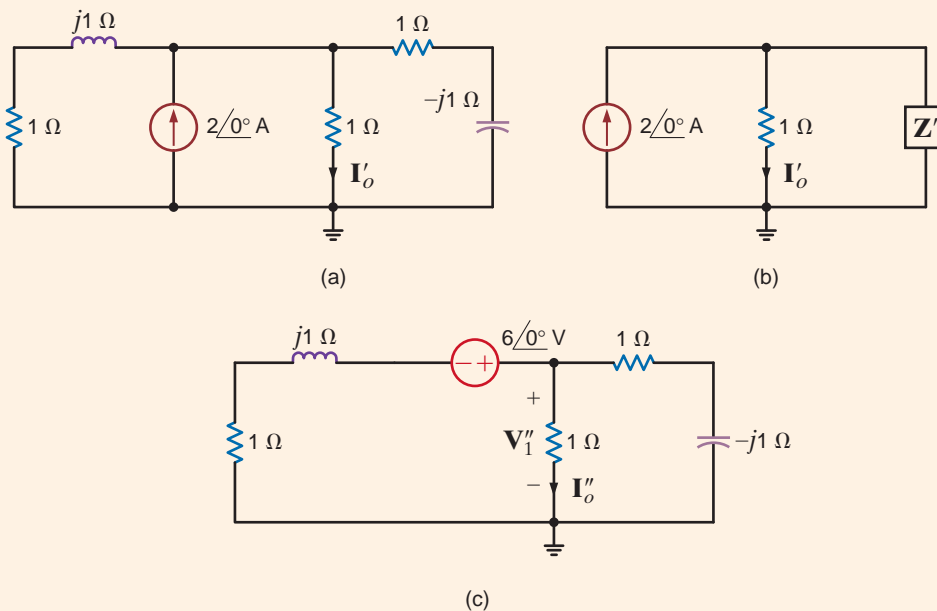 j1 Ω
1 Ω
1 Ω
2/0° A
1 Ω
−j1 Ω
I′o
(a)
2/0° A
1 Ω
I′o
Z′
(b)
j1 Ω
6/0° V
− +
1 Ω
1 Ω
+
V″1
1 Ω
−
I″o
−j1 Ω
(c)